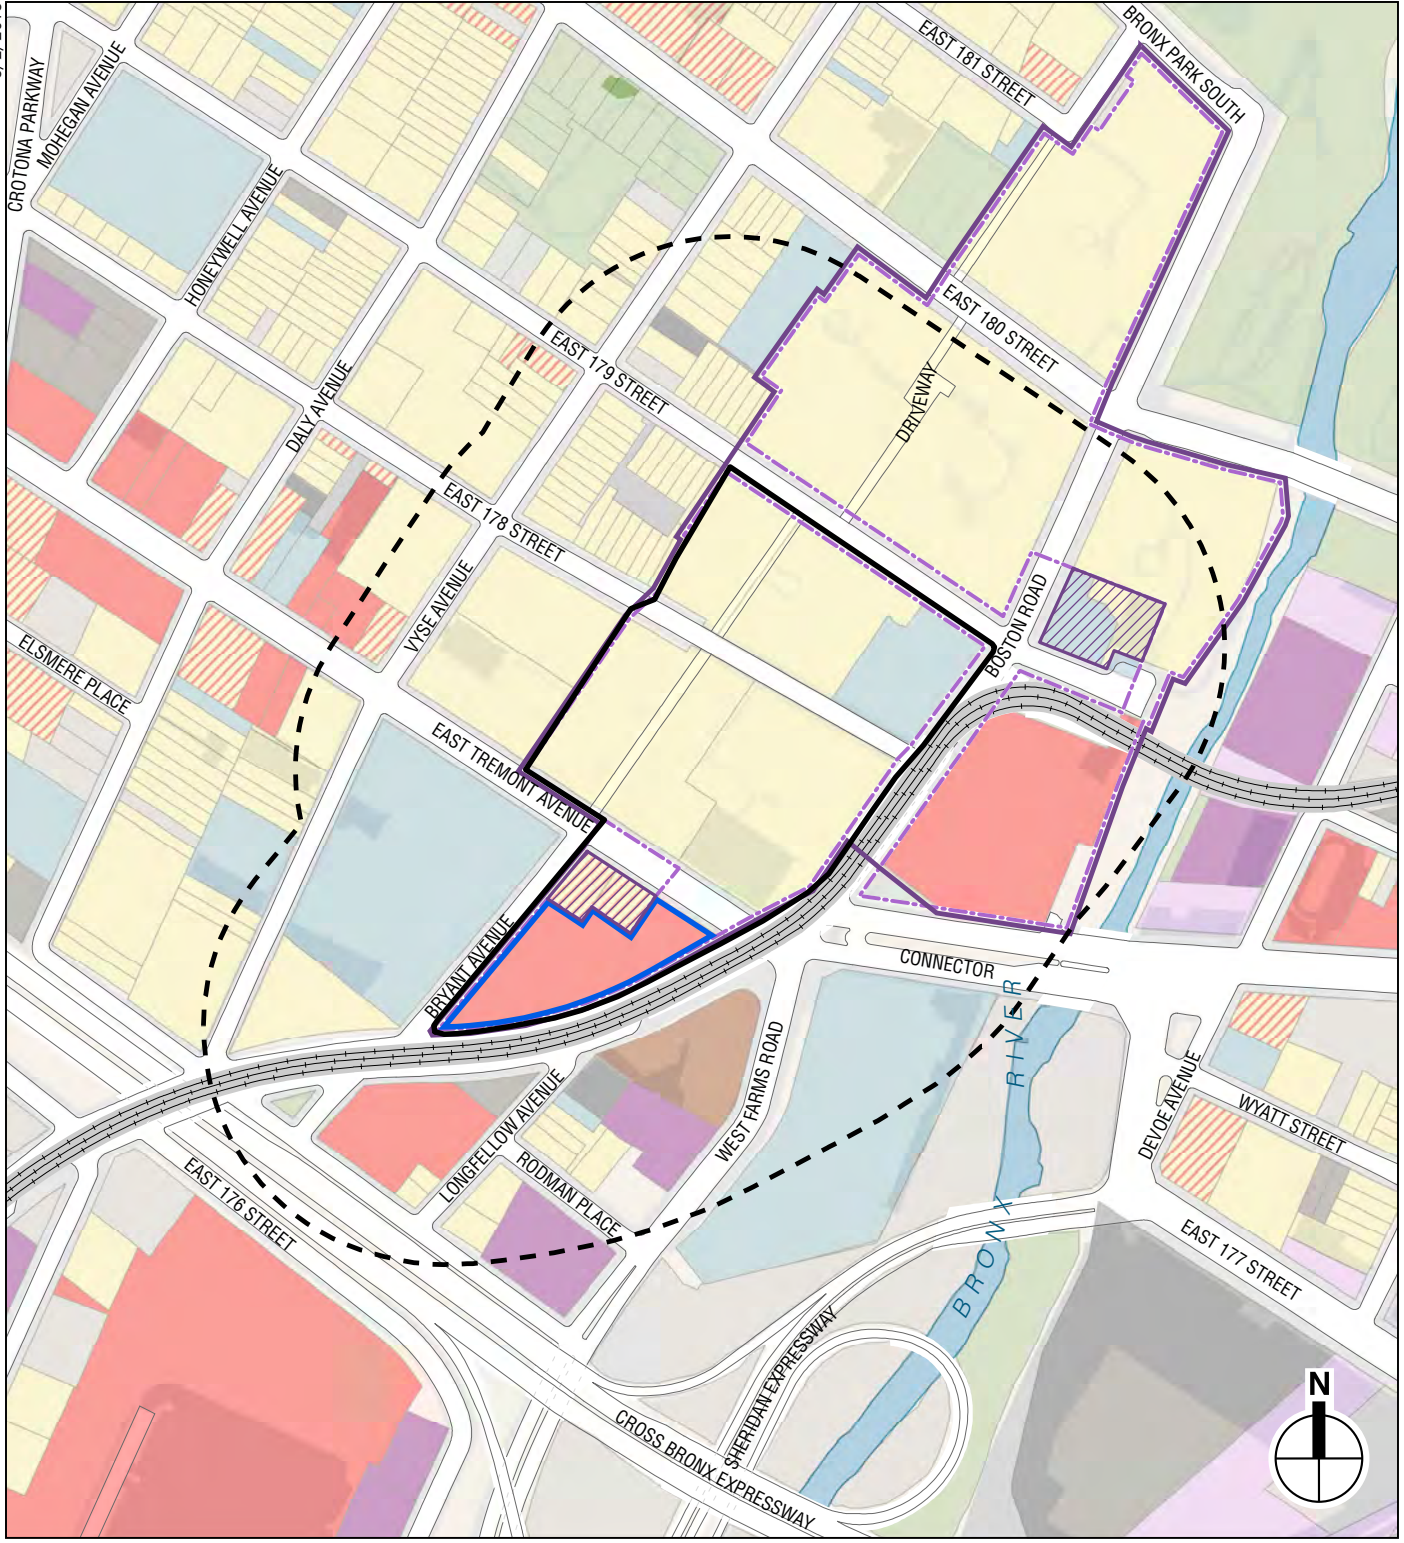 BRONX PARK SOUTH
EAST 181 STREET
CROTONA PARKWAY
MOHEGAN AVENUE
HONEYWELL AVENUE
EAST 180 STREET
EAST 179 STREET
DRIVEWAY
DALY AVENUE
EAST 178 STREET
VYSE AVENUE
BOSTON ROAD
ELSMERE PLACE
EAST TREMONT AVENUE
BRYANT AVENUE
CONNECTOR
BRONX RIVER
WEST FARMS ROAD
LONGFELLOW AVENUE
RODMAN PLACE
DEVOE AVENUE
WYATT STREET
EAST 176 STREET
EAST 177 STREET
SHERIDAN EXPRESSWAY
CROSS BRONX EXPRESSWAY
N